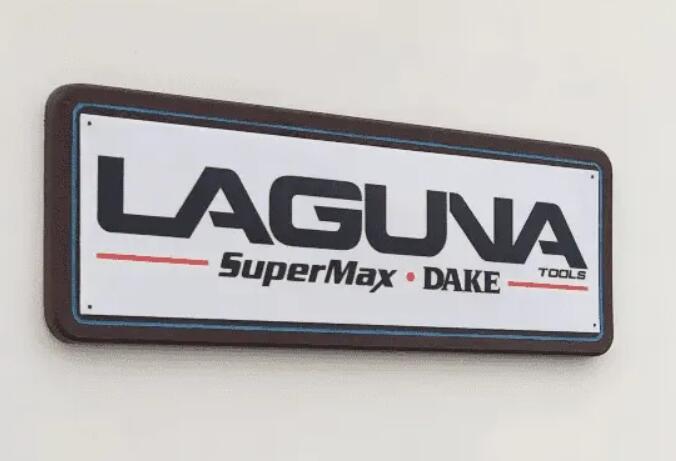 LAGUNA
TOOLS
SuperMax • DAKE